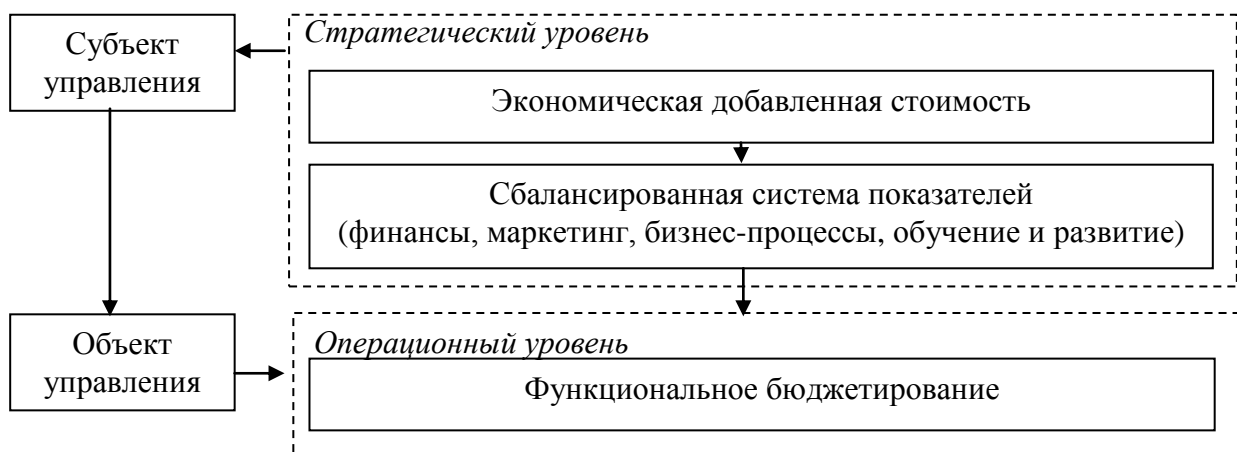 Субъект
управления
Стратегический уровень
Экономическая добавленная стоимость
Сбалансированная система показателей
(финансы, маркетинг, бизнес-процессы, обучение и развитие)
Объект
управления
Операционный уровень
Функциональное бюджетирование